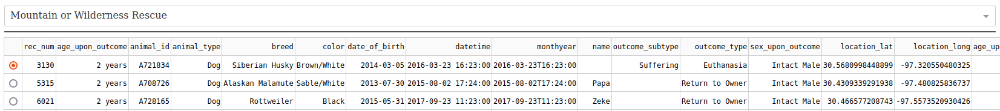 Mountain or Wilderness Rescue
rec_num age_upon_outcome animal_id animal_type breed color date_of_birth datetime monthyear name outcome_subtype outcome_type sex_upon_outcome location_lat location_long age_up
3130 2 years A721834 Dog Siberian Husky Brown/White 2014-03-05 2016-03-23 16:23:00 2016-03-23T16:23:00 Suffering Euthanasia Intact Male 30.5680998448899 -97.320550480325
5315 2 years A708726 Dog Alaskan Malamute Sable/White 2013-07-30 2015-08-02 17:24:00 2015-08-02T17:24:00 Papa Return to Owner Intact Male 30.4309339291938 -97.480825836737
6021 2 years A728165 Dog Rottweiler Black 2015-05-31 2017-09-23 11:23:00 2017-09-23T11:23:00 Zeke Return to Owner Intact Male 30.466577208743 -97.5573520930426